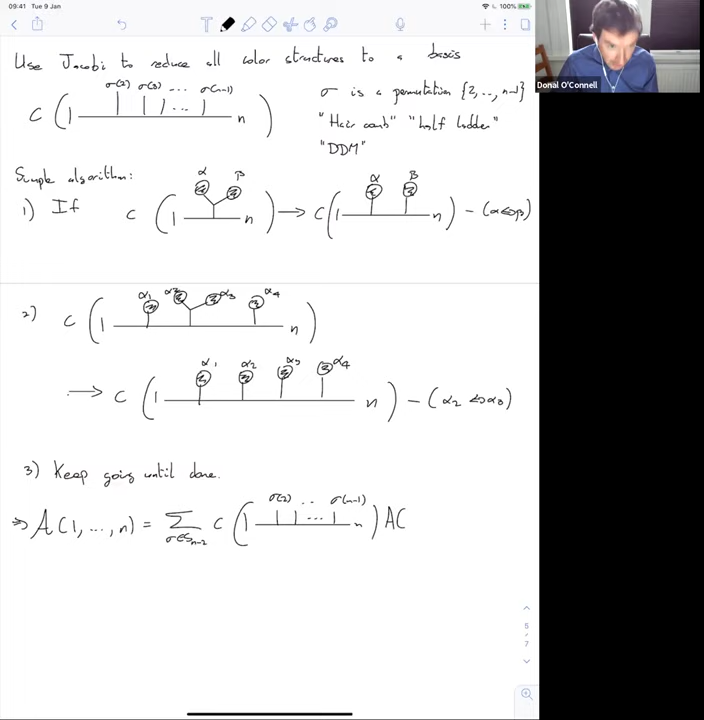 09:41 Tue 9 Jan
100%
Donal O'Connell
Use Jacobi to reduce all color structures to a basis
C ( 1 σ(2) σ(3) ... σ(n-1) n )
σ is a permutation {2, .., n-1}
"Hair comb" "half ladder"
"DDM"
Simple algorithm:
1) If C ( 1 α β n ) → C ( 1 α β n ) - (α↔β)
2) C ( 1 α₁ α₂ α₃ α₄ n )
→ C ( 1 α₁ α₂ α₃ α₄ n ) - (α₂ ↔ α₃)
3) Keep going until done.
⇒ A(1, ..., n) = Σ σ∈Sₙ₋₂ C ( 1 σ(2) .. σ(n-1) n ) A(
5
/
7